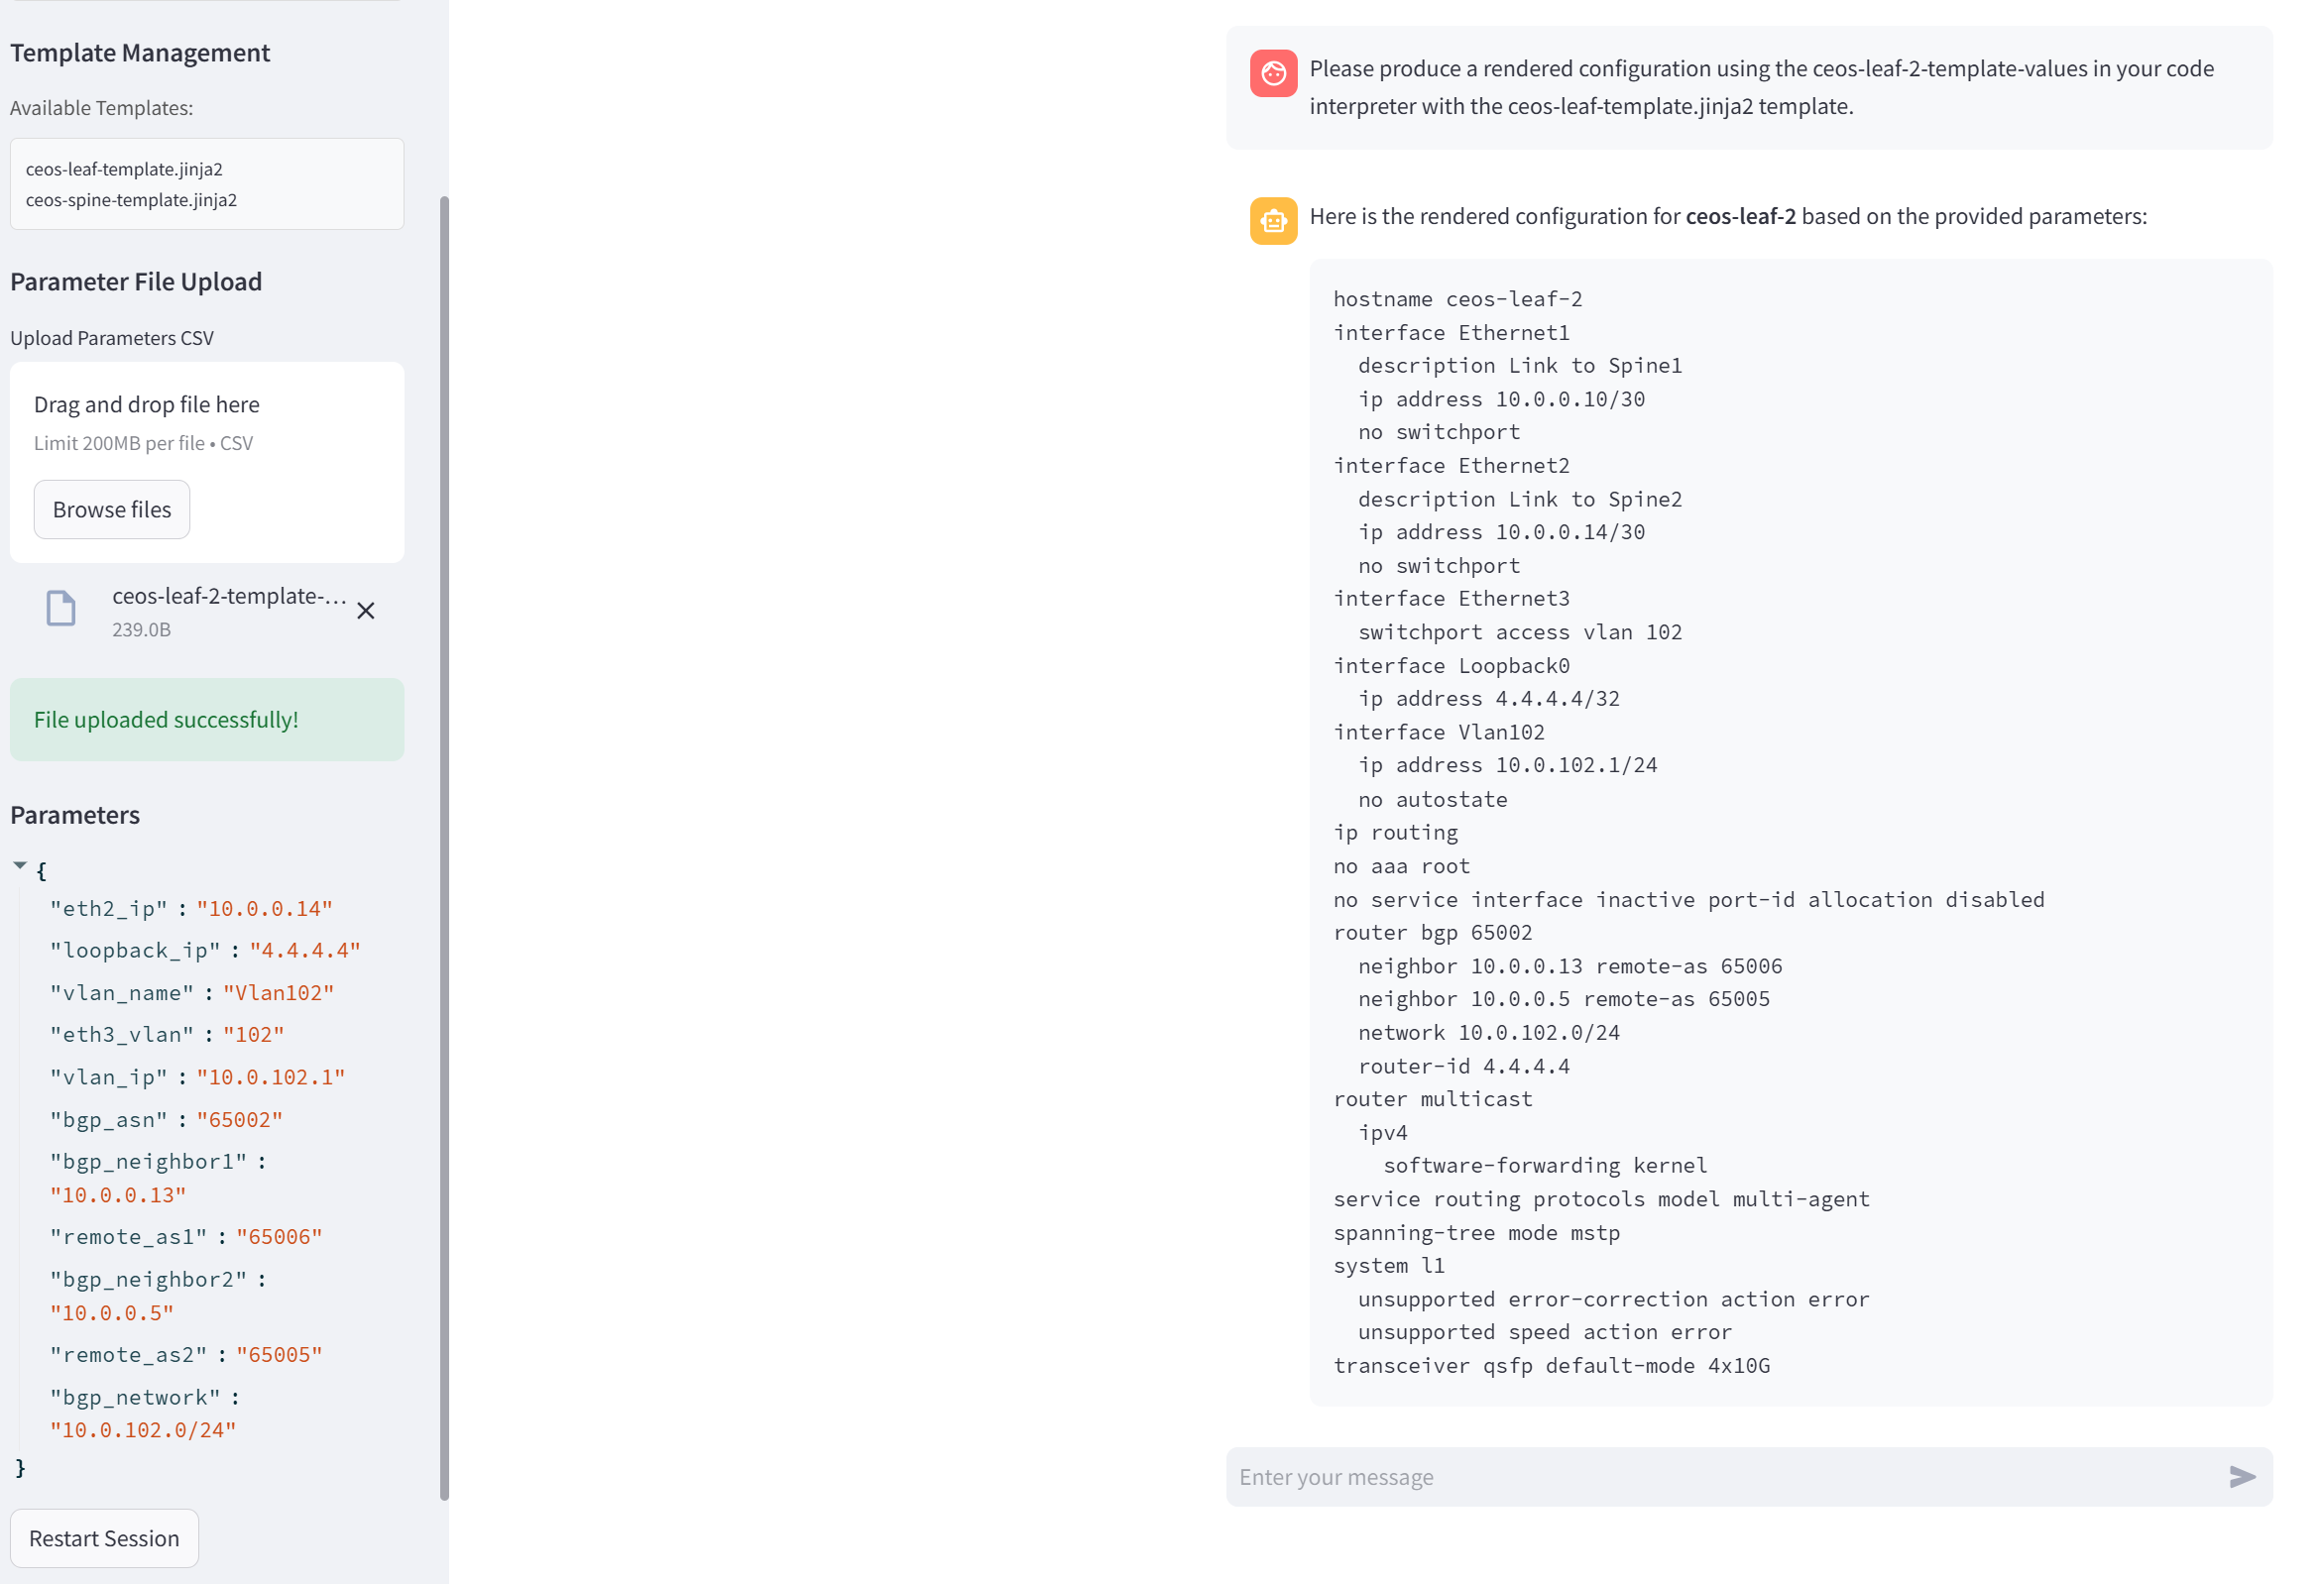 Template Management
Available Templates:
ceos-leaf-template.jinja2
ceos-spine-template.jinja2
Parameter File Upload
Upload Parameters CSV
Drag and drop file here
Limit 200MB per file • CSV
Browse files
ceos-leaf-2-template-...
239.0B
File uploaded successfully!
Parameters
{
"eth2_ip" : "10.0.0.14"
"loopback_ip" : "4.4.4.4"
"vlan_name" : "Vlan102"
"eth3_vlan" : "102"
"vlan_ip" : "10.0.102.1"
"bgp_asn" : "65002"
"bgp_neighbor1" :
"10.0.0.13"
"remote_as1" : "65006"
"bgp_neighbor2" :
"10.0.0.5"
"remote_as2" : "65005"
"bgp_network" :
"10.0.102.0/24"
}
Restart Session
Please produce a rendered configuration using the ceos-leaf-2-template-values in your code
interpreter with the ceos-leaf-template.jinja2 template.
Here is the rendered configuration for ceos-leaf-2 based on the provided parameters:
hostname ceos-leaf-2
interface Ethernet1
  description Link to Spine1
  ip address 10.0.0.10/30
  no switchport
interface Ethernet2
  description Link to Spine2
  ip address 10.0.0.14/30
  no switchport
interface Ethernet3
  switchport access vlan 102
interface Loopback0
  ip address 4.4.4.4/32
interface Vlan102
  ip address 10.0.102.1/24
  no autostate
ip routing
no aaa root
no service interface inactive port-id allocation disabled
router bgp 65002
  neighbor 10.0.0.13 remote-as 65006
  neighbor 10.0.0.5 remote-as 65005
  network 10.0.102.0/24
  router-id 4.4.4.4
router multicast
  ipv4
    software-forwarding kernel
service routing protocols model multi-agent
spanning-tree mode mstp
system l1
  unsupported error-correction action error
  unsupported speed action error
transceiver qsfp default-mode 4x10G
Enter your message